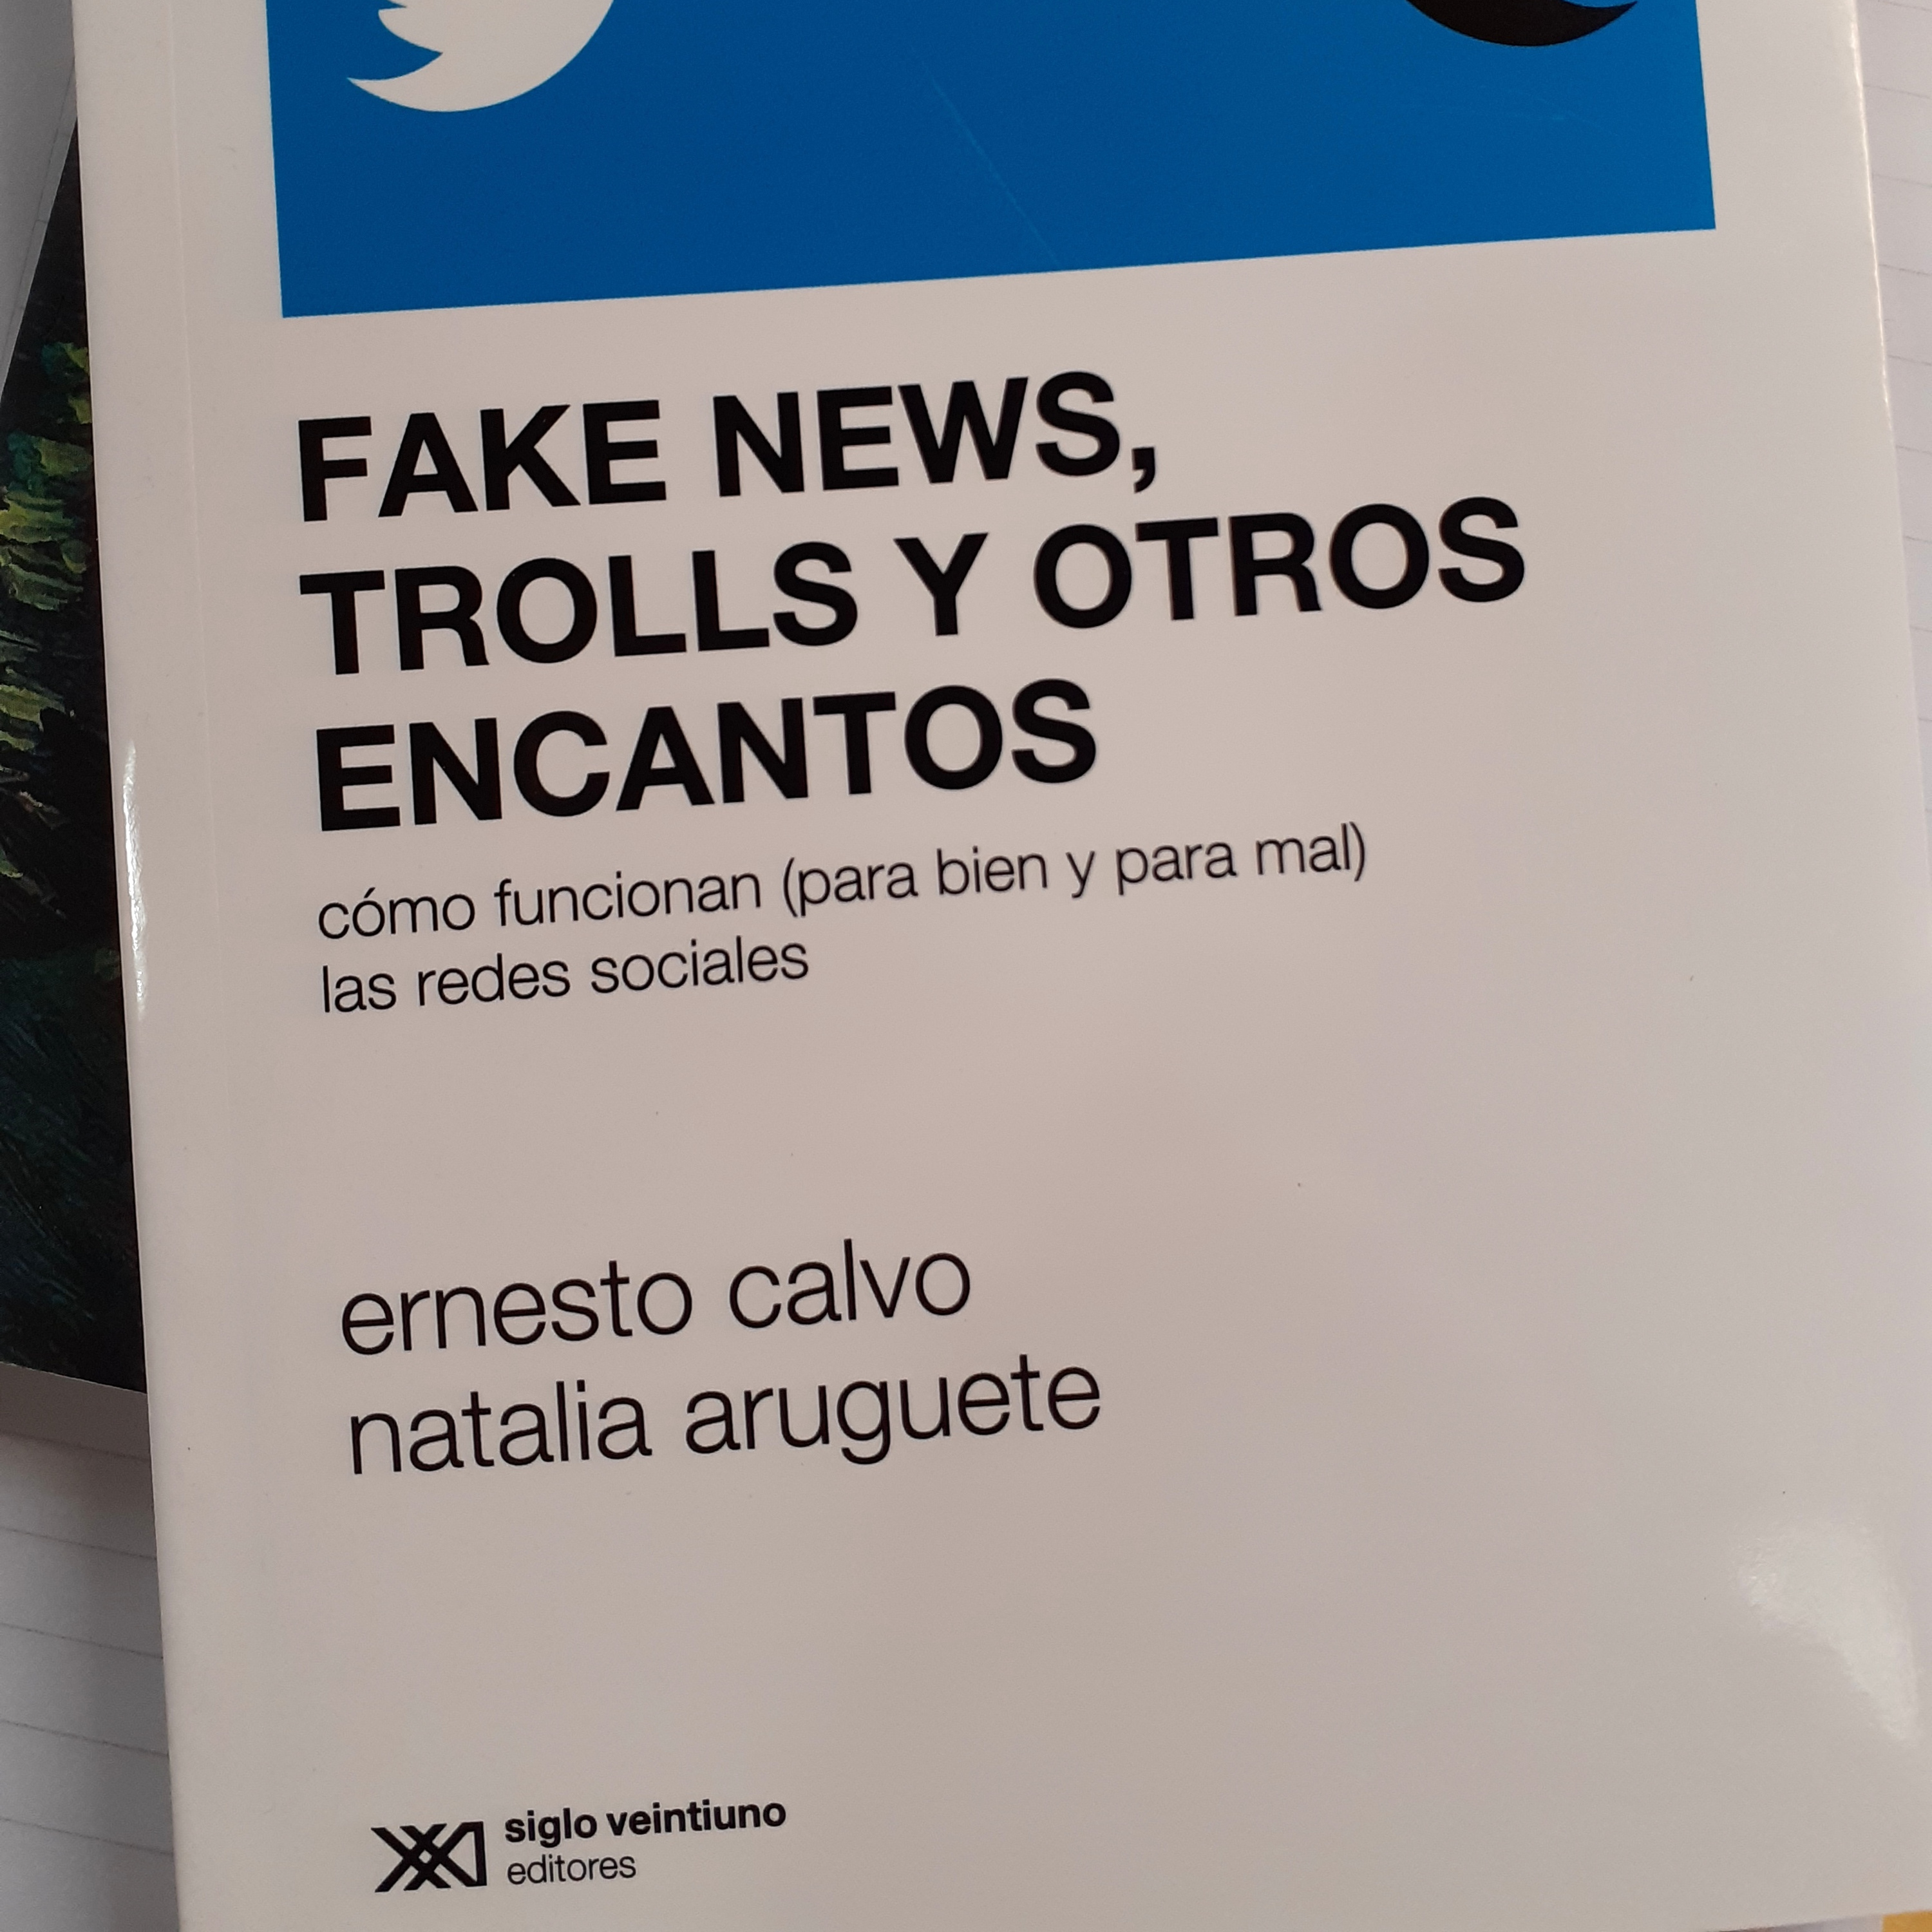 FAKE NEWS,
TROLLS Y OTROS
ENCANTOS
cómo funcionan (para bien y para mal)
las redes sociales
ernesto calvo
natalia aruguete
siglo veintiuno
editores